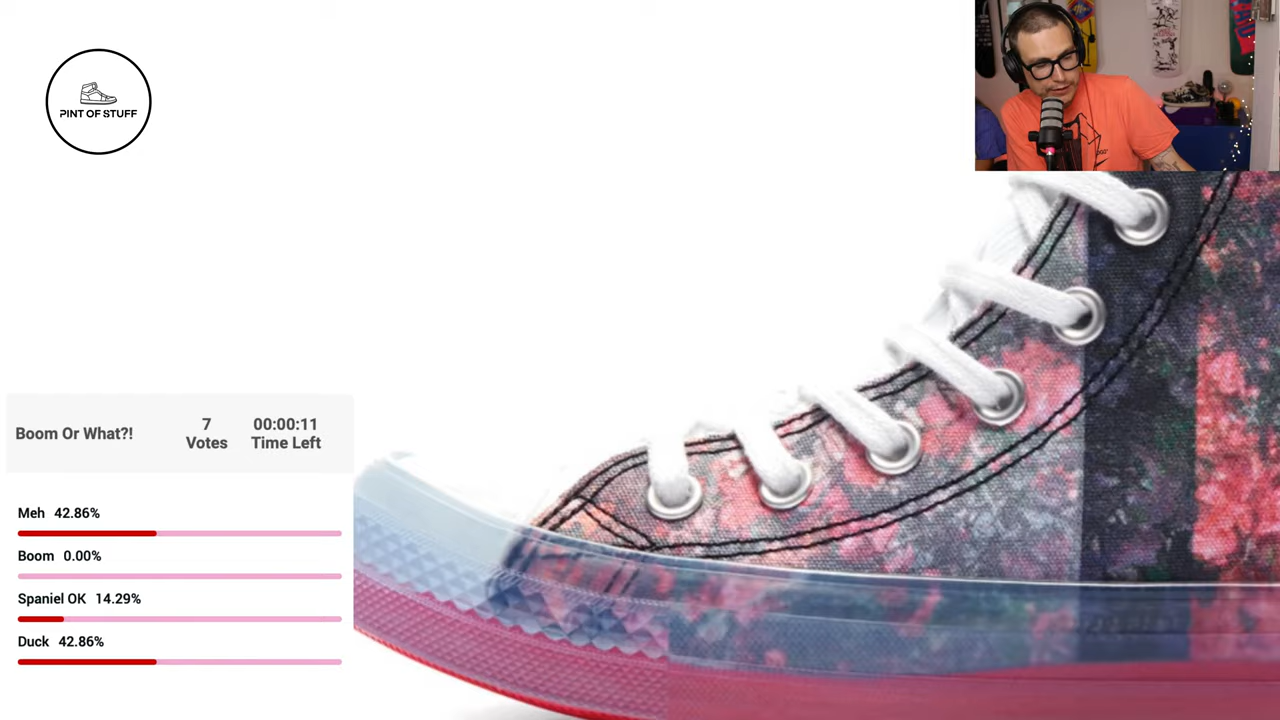 PINT OF STUFF
Boom Or What?!
7
Votes
00:00:11
Time Left
Meh 42.86%
Boom 0.00%
Spaniel OK 14.29%
Duck 42.86%